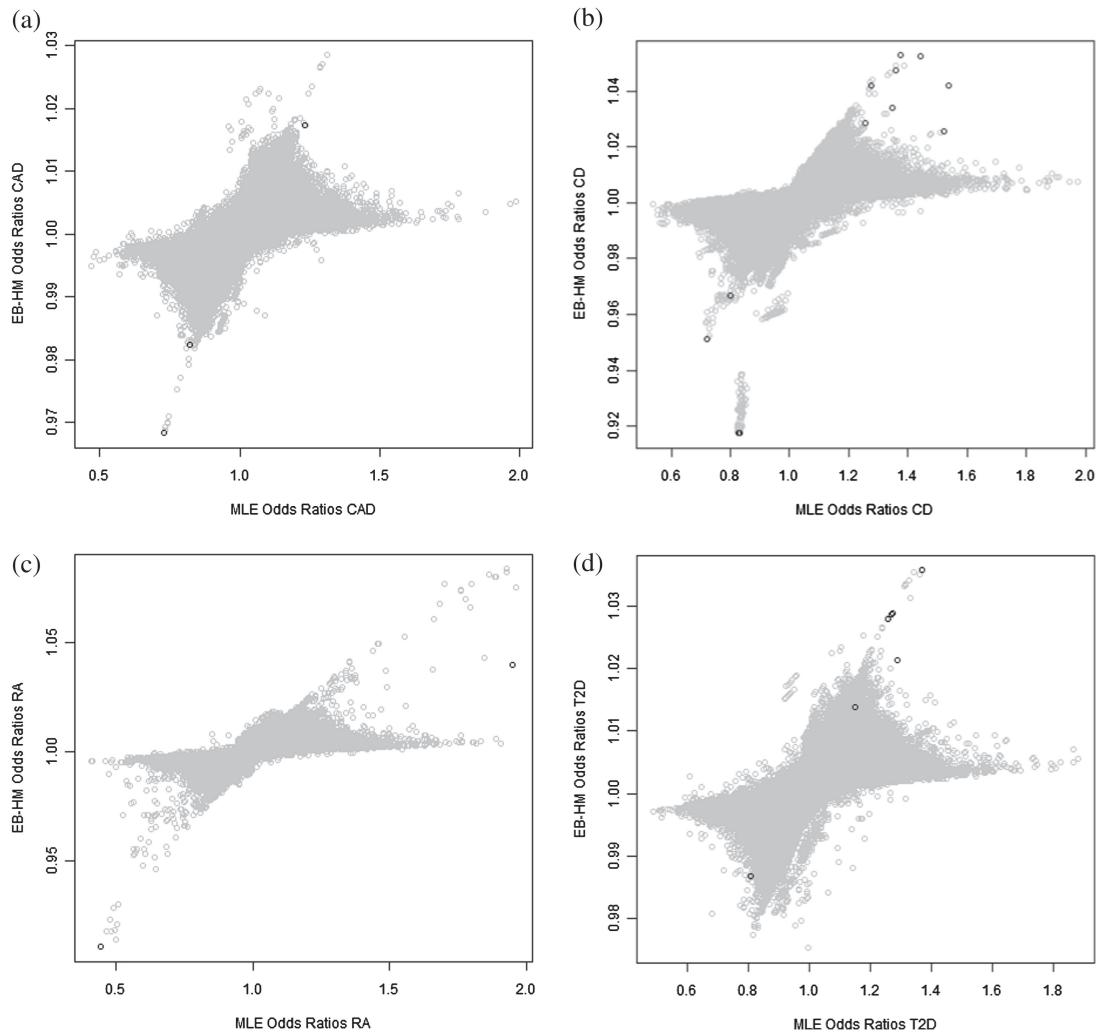 (a)
1.03
1.02
1.01
1.00
0.99
0.98
0.97
EB-HM Odds Ratios CAD
0.5 1.0 1.5 2.0
MLE Odds Ratios CAD
(b)
1.04
1.02
1.00
0.98
0.96
0.94
0.92
EB-HM Odds Ratios CD
0.6 0.8 1.0 1.2 1.4 1.6 1.8 2.0
MLE Odds Ratios CD
(c)
1.05
1.00
0.95
EB-HM Odds Ratios RA
0.5 1.0 1.5 2.0
MLE Odds Ratios RA
(d)
1.03
1.02
1.01
1.00
0.99
0.98
EB-HM Odds Ratios T2D
0.6 0.8 1.0 1.2 1.4 1.6 1.8
MLE Odds Ratios T2D